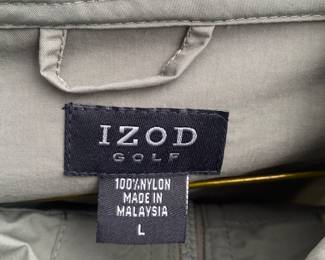 IZOD
GOLF
100%NYLON
MADE IN
MALAYSIA
L